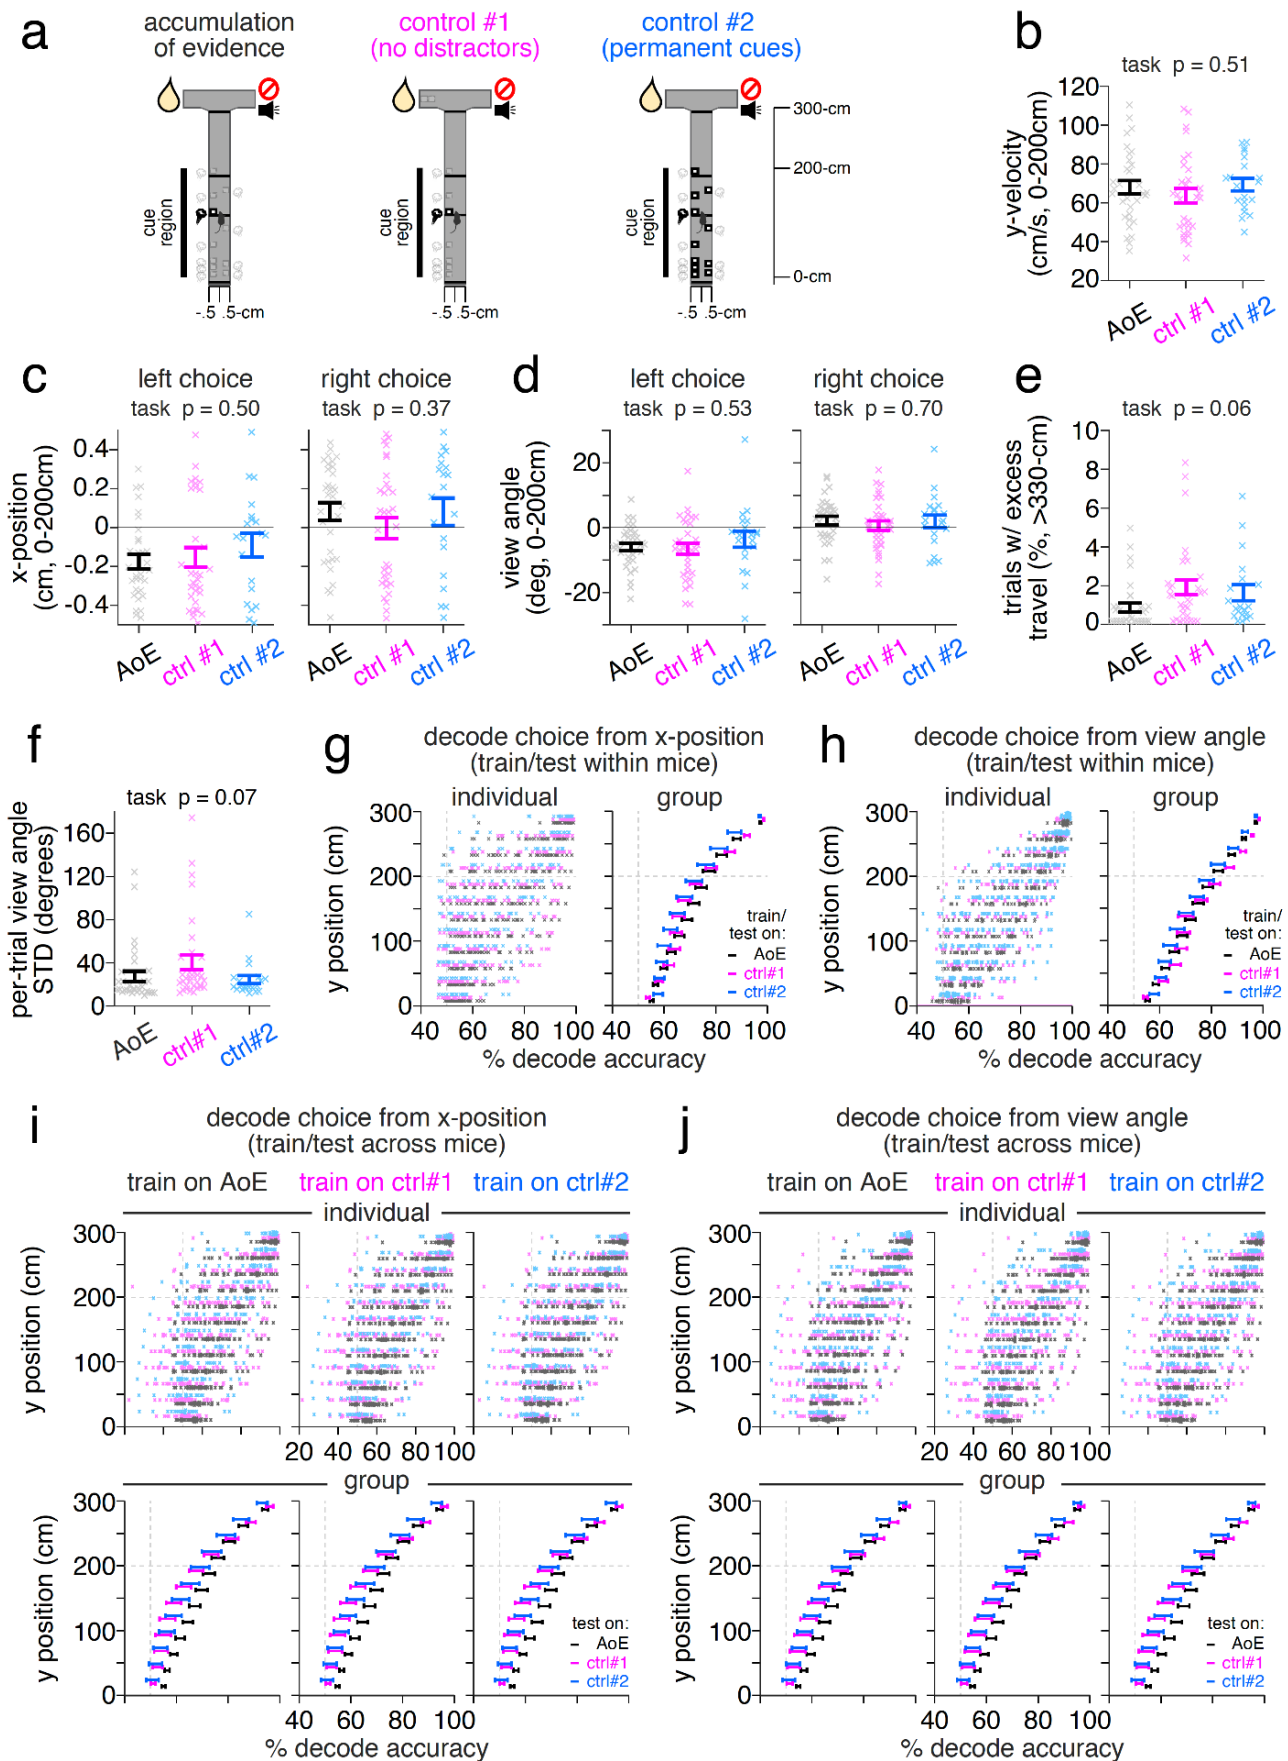 a
accumulation
of evidence
control #1
(no distractors)
control #2
(permanent cues)
300-cm
200-cm
0-cm
cue
region
-.5 .5-cm
cue
region
-.5 .5-cm
cue
region
-.5 .5-cm
b
task p = 0.51
y-velocity
(cm/s, 0-200cm)
120
100
80
60
40
20
AoE
ctrl #1
ctrl #2
c
left choice
task p = 0.50
right choice
task p = 0.37
x-position
(cm, 0-200cm)
0.4
0.2
0
-0.2
-0.4
AoE
ctrl #1
ctrl #2
AoE
ctrl #1
ctrl #2
d
left choice
task p = 0.53
right choice
task p = 0.70
view angle
(deg, 0-200cm)
20
0
-20
AoE
ctrl #1
ctrl #2
AoE
ctrl #1
ctrl #2
e
task p = 0.06
trials w/ excess
travel (%, >330-cm)
10
8
6
4
2
0
AoE
ctrl #1
ctrl #2
f
task p = 0.07
per-trial view angle
STD (degrees)
160
120
80
40
0
AoE
ctrl#1
ctrl#2
g
decode choice from x-position
(train/test within mice)
individual
group
y position (cm)
300
200
100
0
train/
test on:
AoE
ctrl#1
ctrl#2
40 60 80 100
40 60 80 100
% decode accuracy
h
decode choice from view angle
(train/test within mice)
individual
group
y position (cm)
300
200
100
0
train/
test on:
AoE
ctrl#1
ctrl#2
40 60 80 100
40 60 80 100
% decode accuracy
i
decode choice from x-position
(train/test across mice)
train on AoE
train on ctrl#1
train on ctrl#2
individual
y position (cm)
300
200
100
0
20 40 60 80 100
group
y position (cm)
300
200
100
0
test on:
AoE
ctrl#1
ctrl#2
40 60 80 100
% decode accuracy
j
decode choice from view angle
(train/test across mice)
train on AoE
train on ctrl#1
train on ctrl#2
individual
y position (cm)
300
200
100
0
20 40 60 80 100
group
y position (cm)
300
200
100
0
test on:
AoE
ctrl#1
ctrl#2
40 60 80 100
% decode accuracy